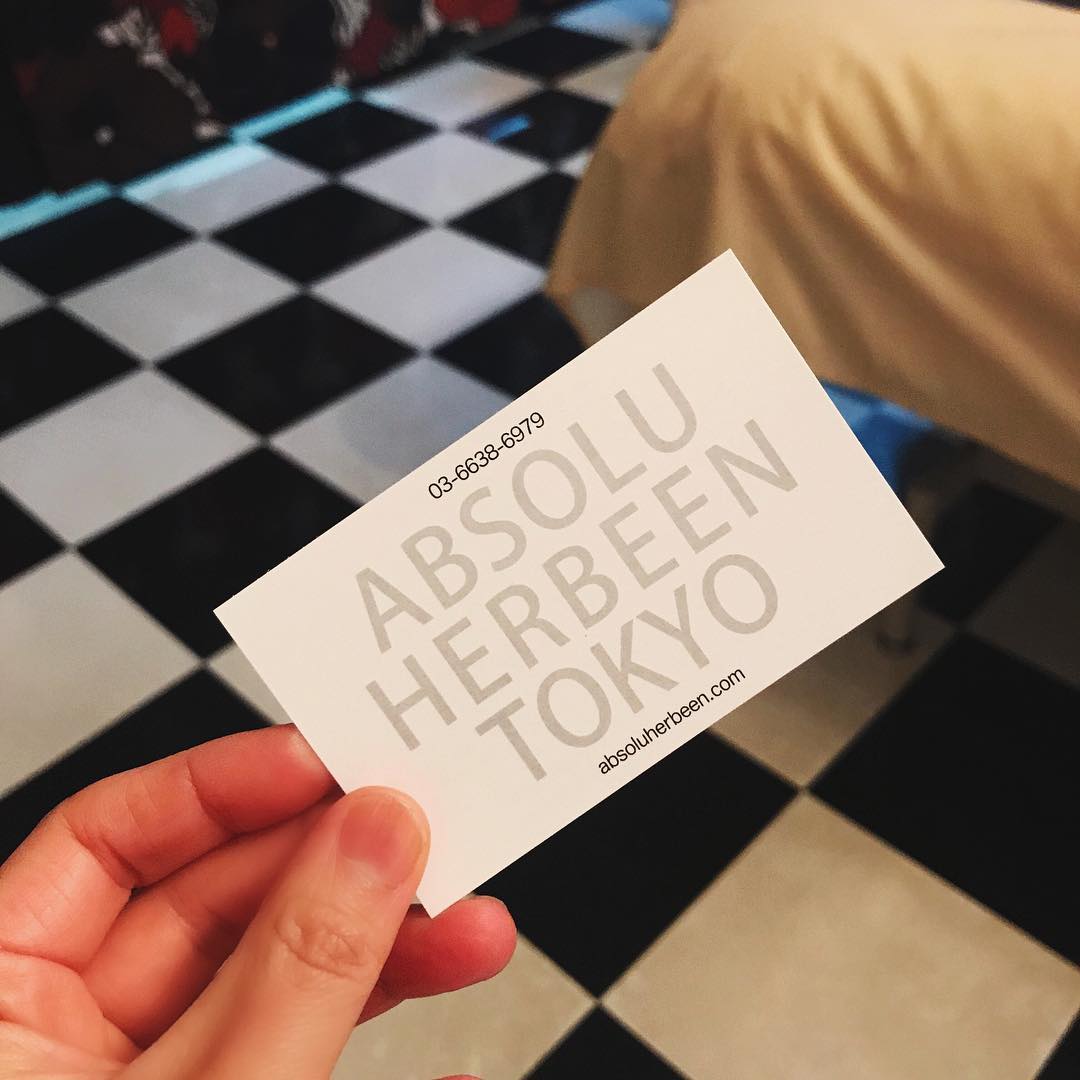 03-6638-6979
ABSOLU
HERBEEN
TOKYO
absoluherbeen.com